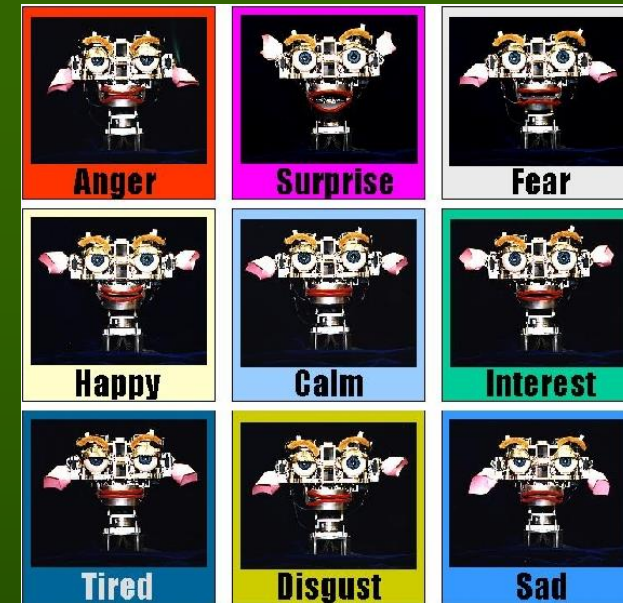 Anger
Surprise
Fear
Happy
Calm
Interest
Tired
Disgust
Sad